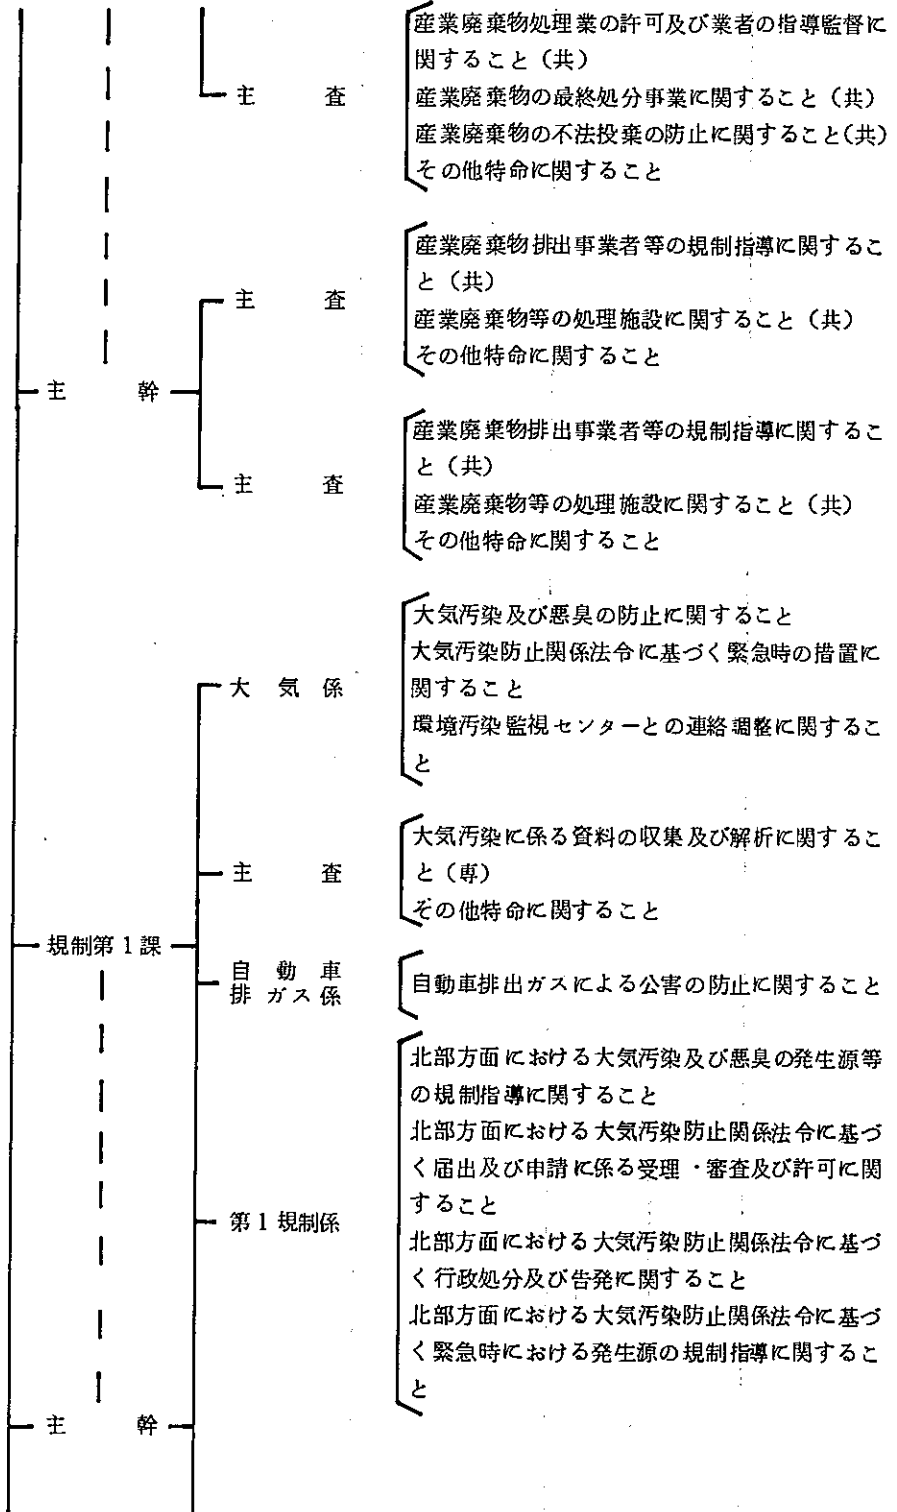 産業廃棄物処理業の許可及び業者の指導監督に
関すること（共）
主査
産業廃棄物の最終処分事業に関すること（共）
産業廃棄物の不法投棄の防止に関すること（共）
その他特命に関すること
産業廃棄物排出事業者等の規制指導に関するこ
と（共）
主査
産業廃棄物等の処理施設に関すること（共）
その他特命に関すること
主幹
産業廃棄物排出事業者等の規制指導に関するこ
と（共）
主査
産業廃棄物等の処理施設に関すること（共）
その他特命に関すること
大気汚染及び悪臭の防止に関すること
大気汚染防止関係法令に基づく緊急時の措置に
関すること
大気係
環境汚染監視センターとの連絡調整に関するこ
と
大気汚染に係る資料の収集及び解析に関するこ
と（専）
主査
その他特命に関すること
規制第1課
自動車
排ガス係
自動車排出ガスによる公害の防止に関すること
北部方面における大気汚染及び悪臭の発生源等
の規制指導に関すること
北部方面における大気汚染防止関係法令に基づ
く届出及び申請に係る受理・審査及び許可に関
すること
第1規制係
北部方面における大気汚染防止関係法令に基づ
く行政処分及び告発に関すること
北部方面における大気汚染防止関係法令に基づ
く緊急時における発生源の規制指導に関するこ
と
主幹